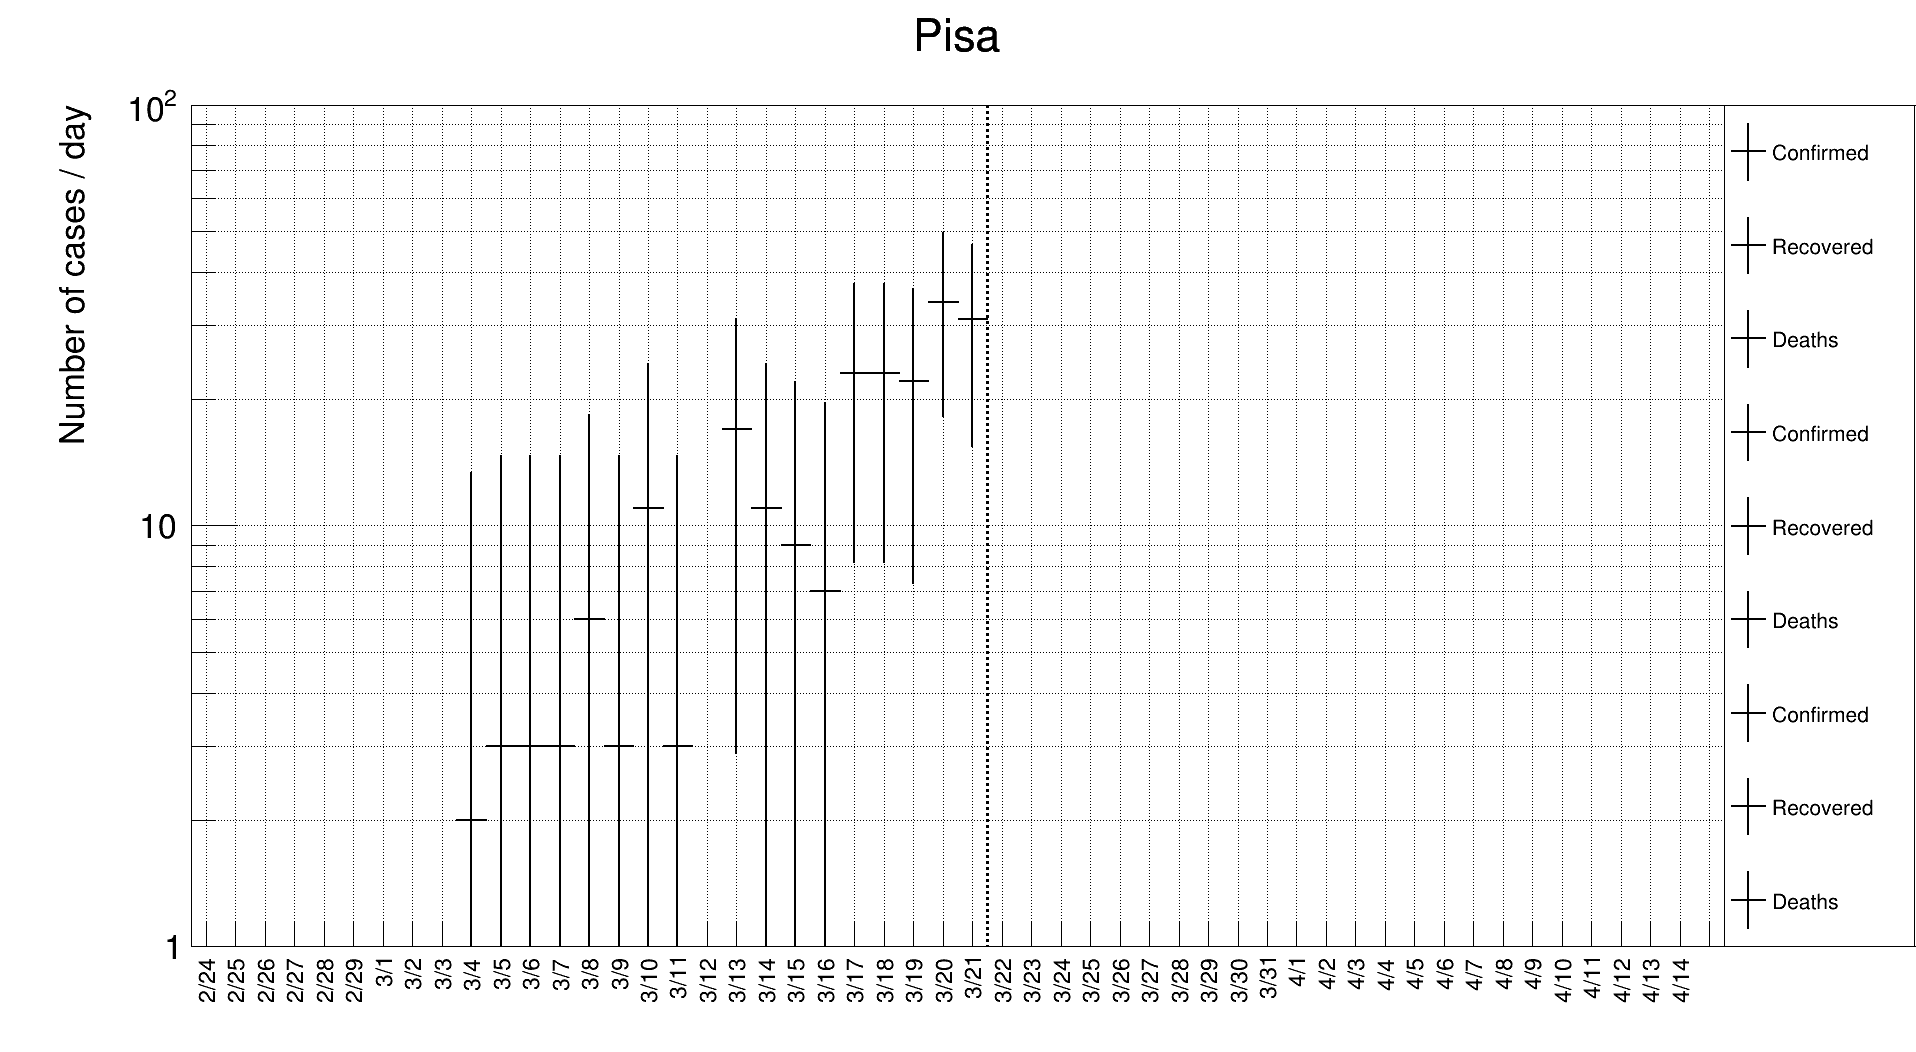 Pisa
Number of cases / day
10²
10
1
2/24 2/25 2/26 2/27 2/28 2/29 3/1 3/2 3/3 3/4 3/5 3/6 3/7 3/8 3/9 3/10 3/11 3/12 3/13 3/14 3/15 3/16 3/17 3/18 3/19 3/20 3/21 3/22 3/23 3/24 3/25 3/26 3/27 3/28 3/29 3/30 3/31 4/1 4/2 4/3 4/4 4/5 4/6 4/7 4/8 4/9 4/10 4/11 4/12 4/13 4/14
Confirmed
Recovered
Deaths
Confirmed
Recovered
Deaths
Confirmed
Recovered
Deaths